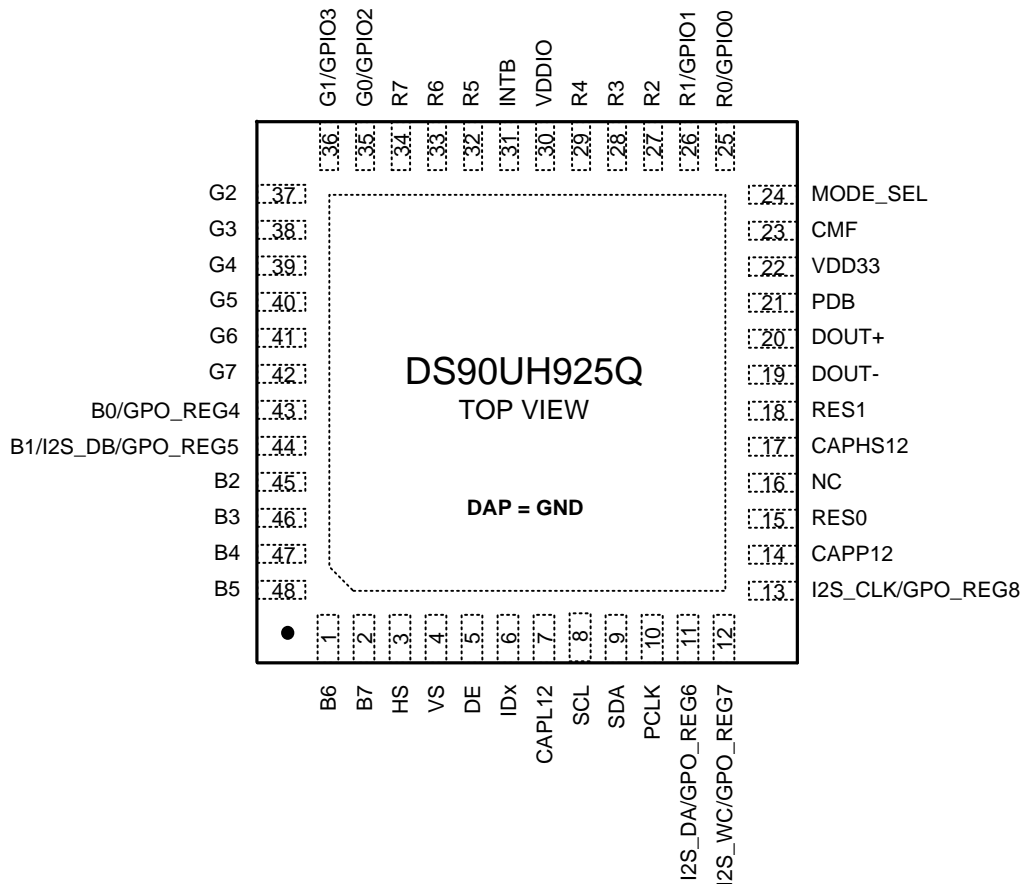 G1/GPIO3
G0/GPIO2
R7
R6
R5
INTB
VDDIO
R4
R3
R2
R1/GPIO1
R0/GPIO0
36
35
34
33
32
31
30
29
28
27
26
25
G2 37
G3 38
G4 39
G5 40
G6 41
G7 42
B0/GPO_REG4 43
B1/I2S_DB/GPO_REG5 44
B2 45
B3 46
B4 47
B5 48
DS90UH925Q
TOP VIEW
DAP = GND
24 MODE_SEL
23 CMF
22 VDD33
21 PDB
20 DOUT+
19 DOUT-
18 RES1
17 CAPHS12
16 NC
15 RES0
14 CAPP12
13 I2S_CLK/GPO_REG8
1
2
3
4
5
6
7
8
9
10
11
12
B6
B7
HS
VS
DE
IDx
CAPL12
SCL
SDA
PCLK
I2S_DA/GPO_REG6
I2S_WC/GPO_REG7